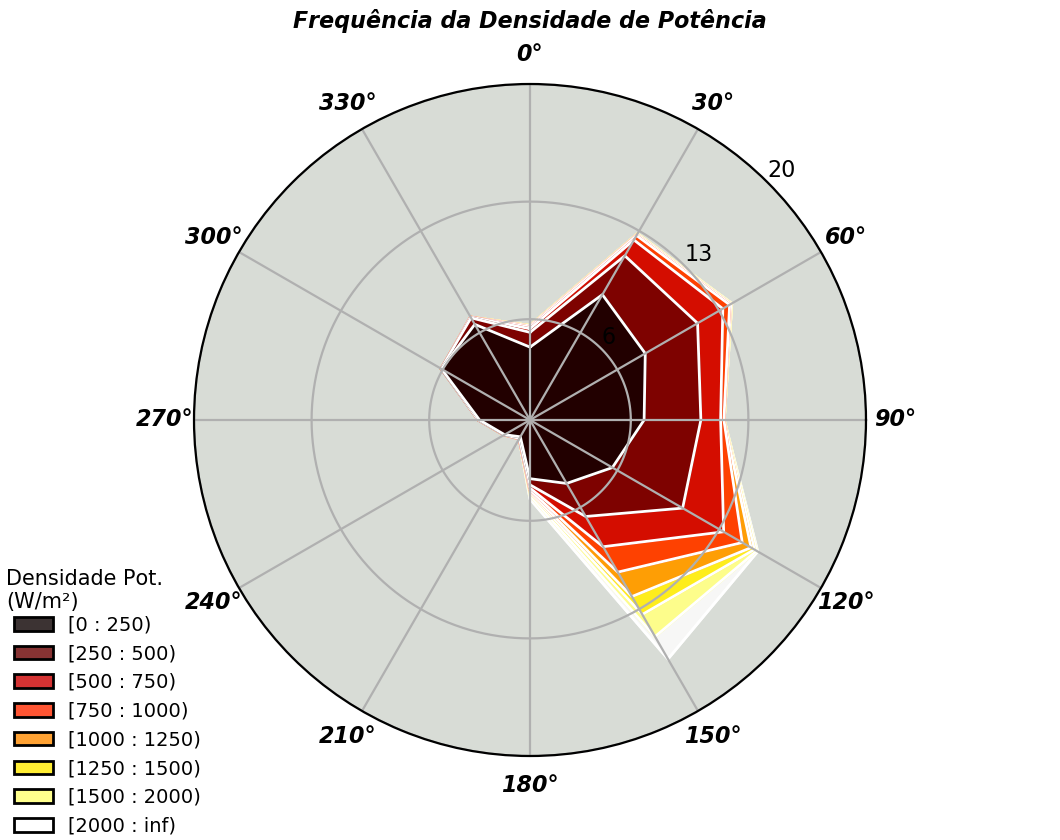 Frequência da Densidade de Potência
0°
30°
60°
90°
120°
150°
180°
210°
240°
270°
300°
330°
6
13
20
Densidade Pot.
(W/m²)
[0 : 250)
[250 : 500)
[500 : 750)
[750 : 1000)
[1000 : 1250)
[1250 : 1500)
[1500 : 2000)
[2000 : inf)